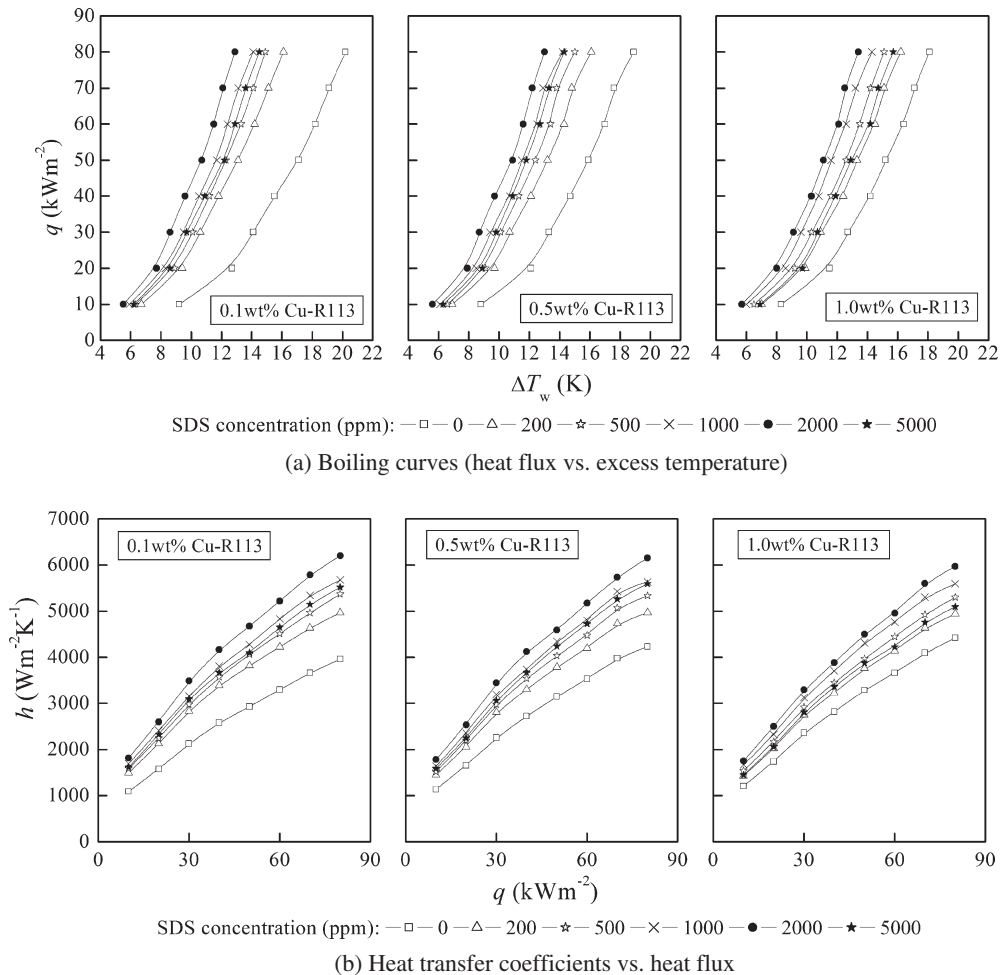 90
80
70
60
50
40
30
20
10
0
q (kWm⁻²)
0.1wt% Cu-R113
0.5wt% Cu-R113
1.0wt% Cu-R113
4 6 8 10 12 14 16 18 20 22
4 6 8 10 12 14 16 18 20 22
4 6 8 10 12 14 16 18 20 22
ΔT_w (K)
SDS concentration (ppm): 0 200 500 1000 2000 5000
(a) Boiling curves (heat flux vs. excess temperature)
7000
6000
5000
4000
3000
2000
1000
0
h (Wm⁻²K⁻¹)
0.1wt% Cu-R113
0.5wt% Cu-R113
1.0wt% Cu-R113
0 30 60 90
0 30 60 90
0 30 60 90
q (kWm⁻²)
SDS concentration (ppm): 0 200 500 1000 2000 5000
(b) Heat transfer coefficients vs. heat flux